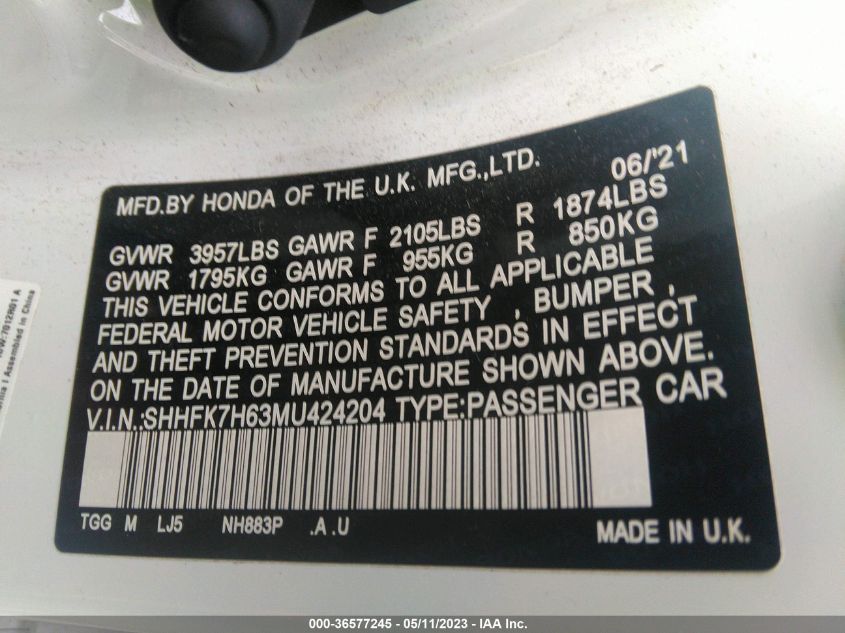 MFD.BY HONDA OF THE U.K. MFG.,LTD. 06/'21
GVWR 3957LBS GAWR F 2105LBS R 1874LBS
GVWR 1795KG GAWR F 955KG R 850KG
THIS VEHICLE CONFORMS TO ALL APPLICABLE
FEDERAL MOTOR VEHICLE SAFETY , BUMPER ,
AND THEFT PREVENTION STANDARDS IN EFFECT
ON THE DATE OF MANUFACTURE SHOWN ABOVE.
V.I.N.:SHHFK7H63MU424204 TYPE:PASSENGER CAR
TGG M LJ5 NH883P .A .U
MADE IN U.K.
I Assembled in China
000-36577245 - 05/11/2023 - IAA Inc.